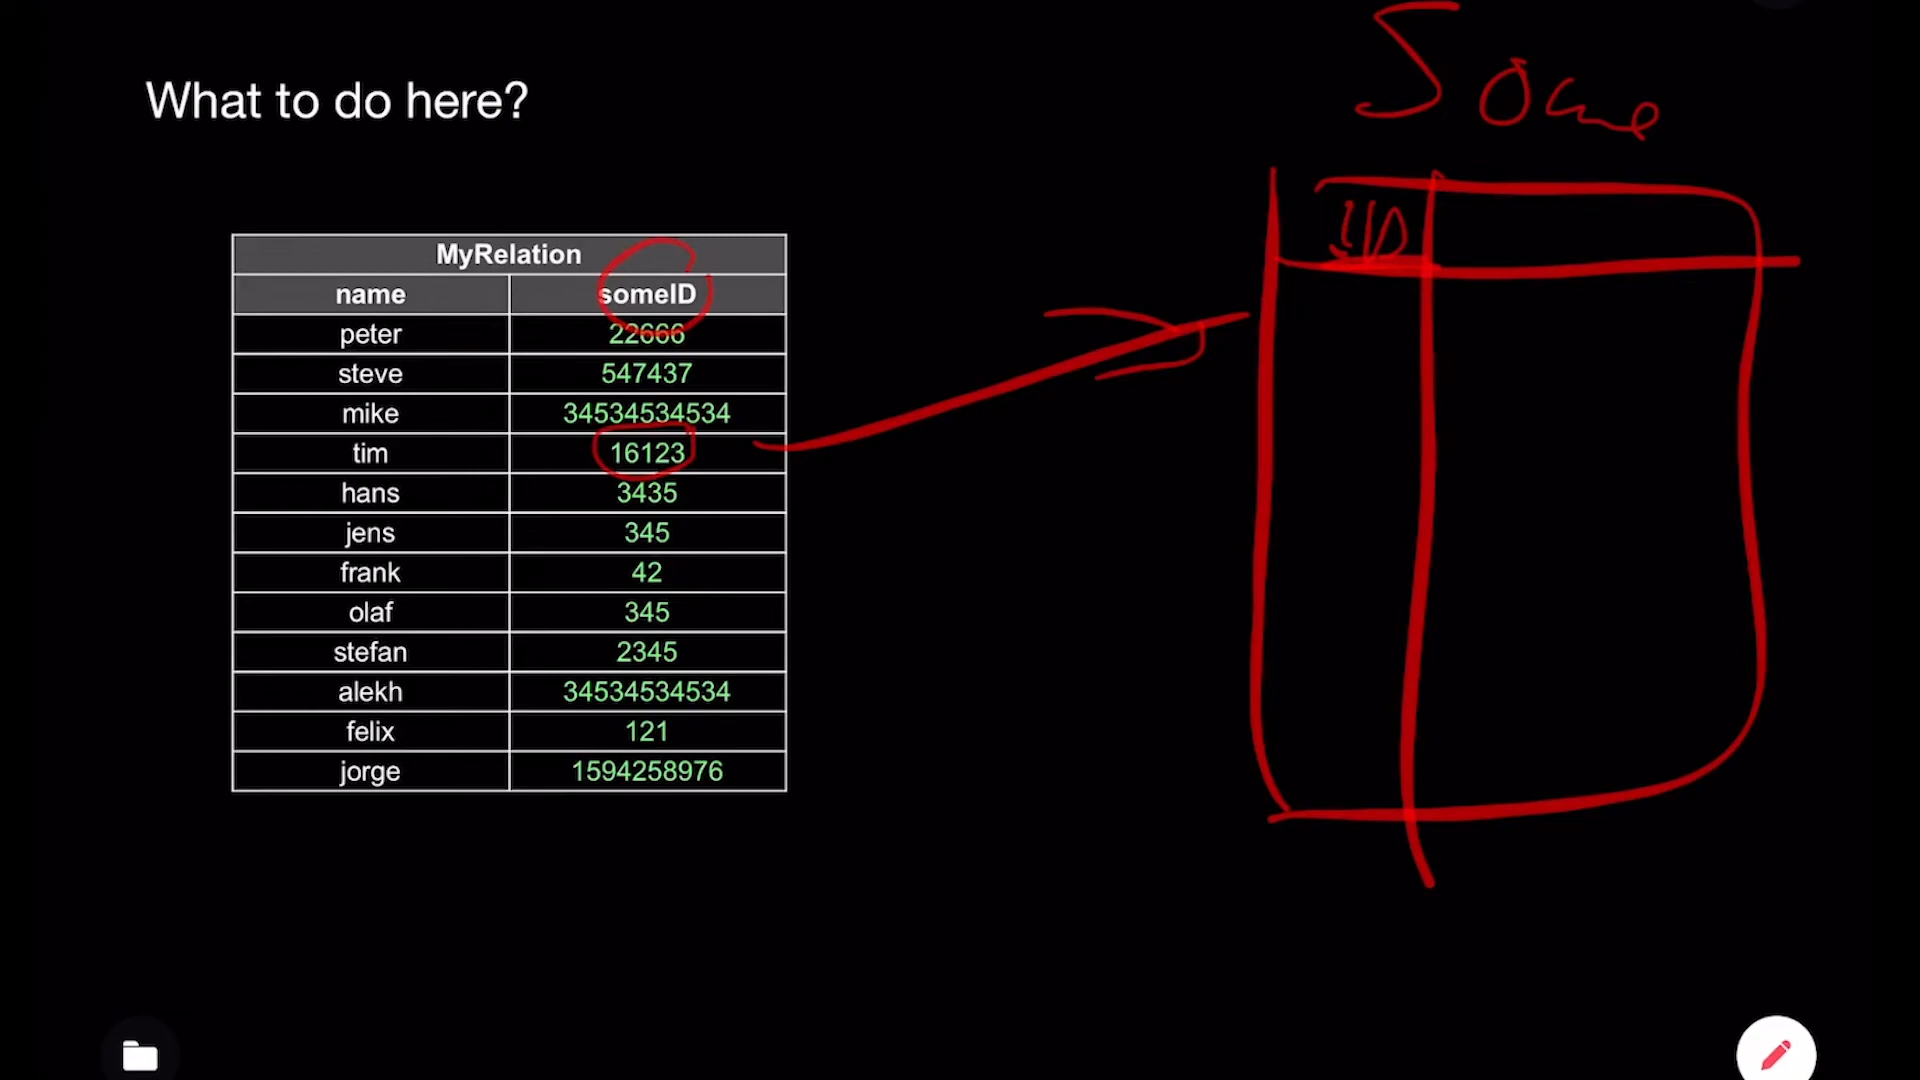 What to do here?
Some
ID
MyRelation
name someID
peter 22666
steve 547437
mike 34534534534
tim 16123
hans 3435
jens 345
frank 42
olaf 345
stefan 2345
alekh 34534534534
felix 121
jorge 1594258976